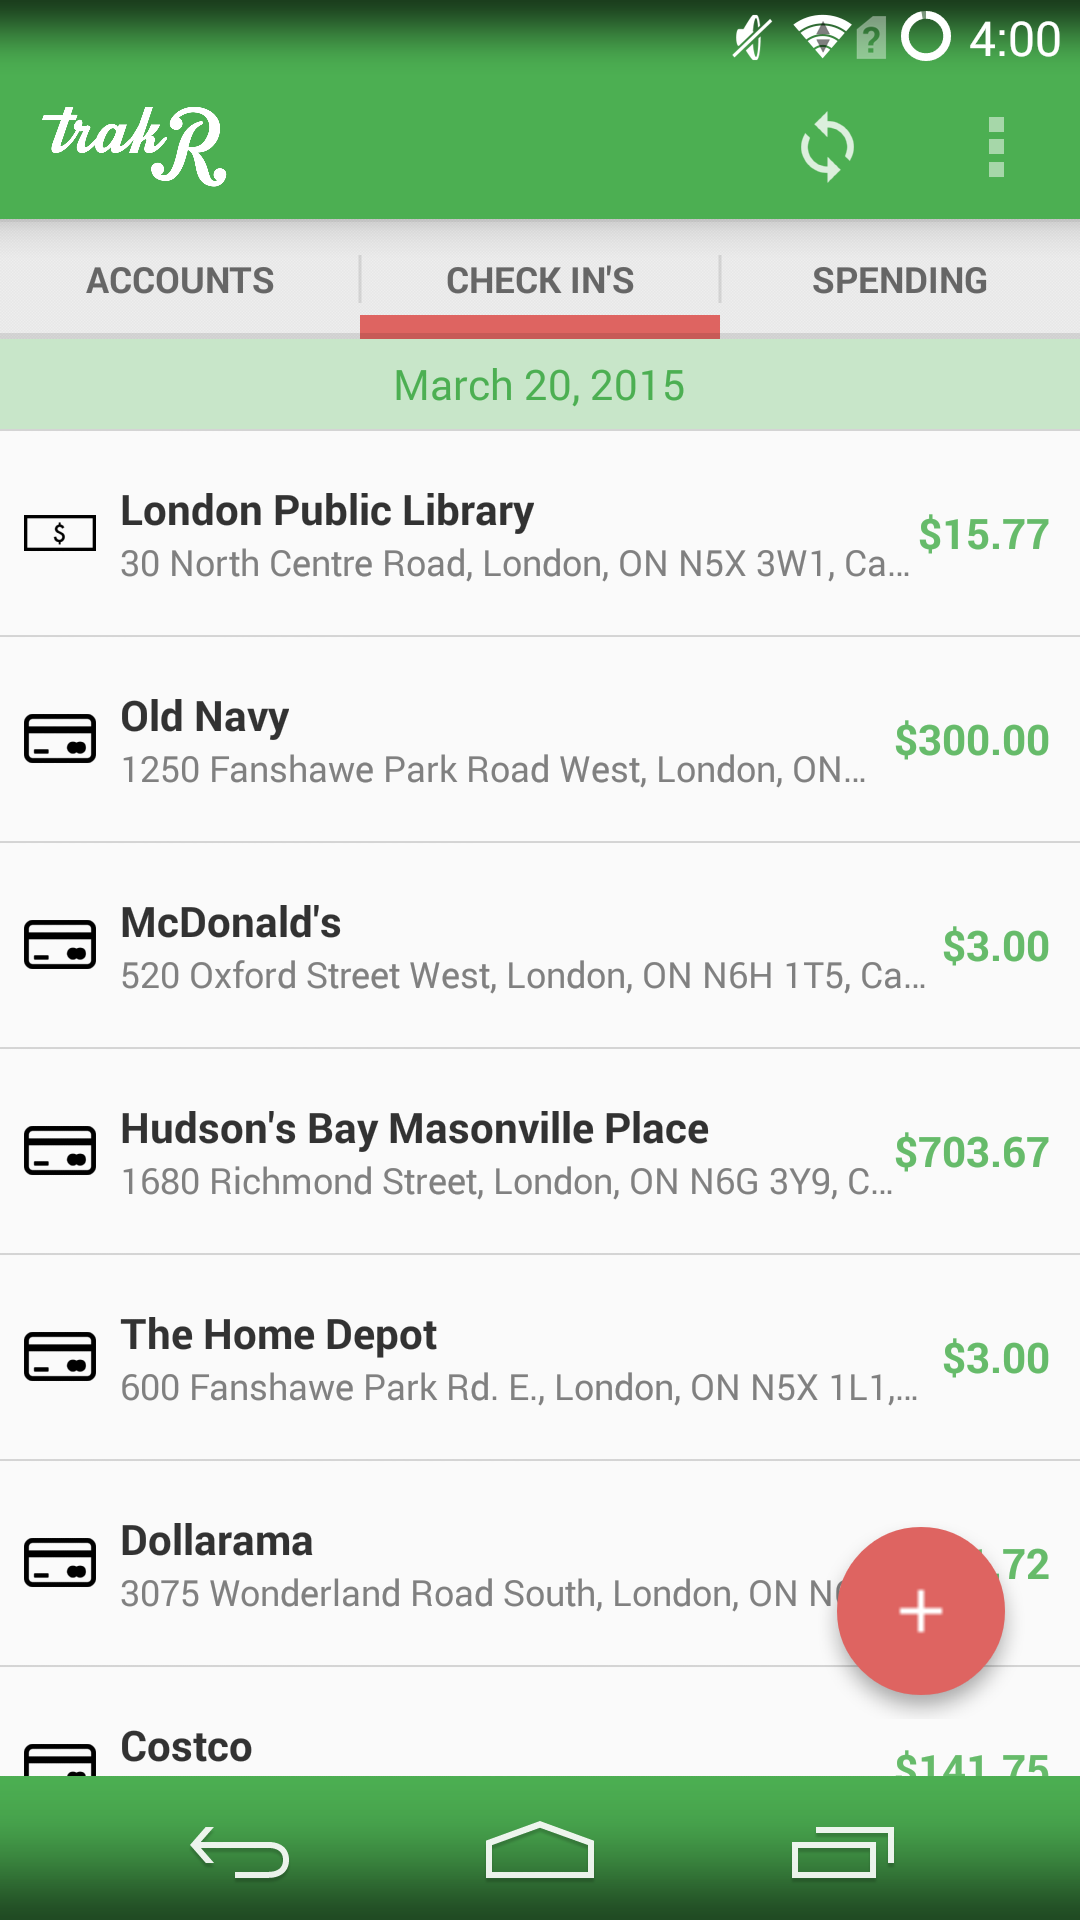 4:00
trakR
ACCOUNTS CHECK IN'S SPENDING
March 20, 2015
London Public Library
$15.77
30 North Centre Road, London, ON N5X 3W1, Ca...
Old Navy
$300.00
1250 Fanshawe Park Road West, London, ON...
McDonald's
$3.00
520 Oxford Street West, London, ON N6H 1T5, Ca...
Hudson's Bay Masonville Place
$703.67
1680 Richmond Street, London, ON N6G 3Y9, C...
The Home Depot
$3.00
600 Fanshawe Park Rd. E., London, ON N5X 1L1,...
Dollarama
.72
3075 Wonderland Road South, London, ON
Costco
$141.75